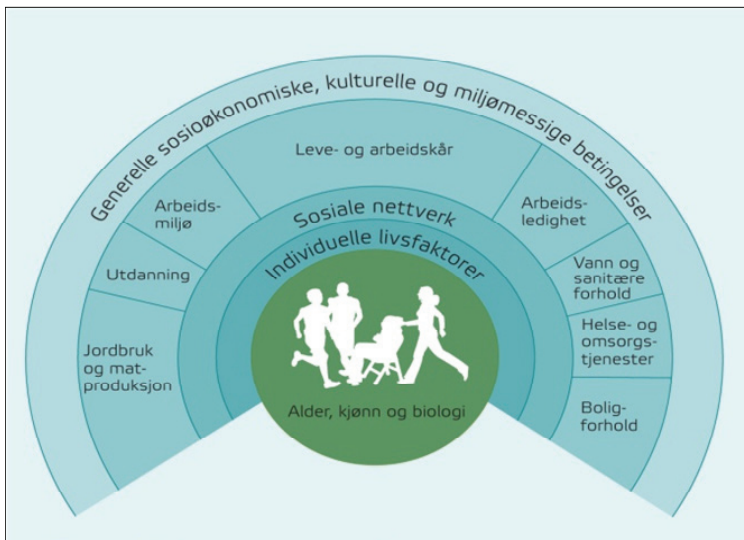 Generelle sosioøkonomiske, kulturelle og miljømessige betingelser
Leve- og arbeidskår
Arbeids-
miljø
Utdanning
Jordbruk
og mat-
produksjon
Arbeids-
ledighet
Vann og
sanitære
forhold
Helse- og
omsorgs-
tjenester
Bolig-
forhold
Sosiale nettverk
Individuelle livsfaktorer
Alder, kjønn og biologi